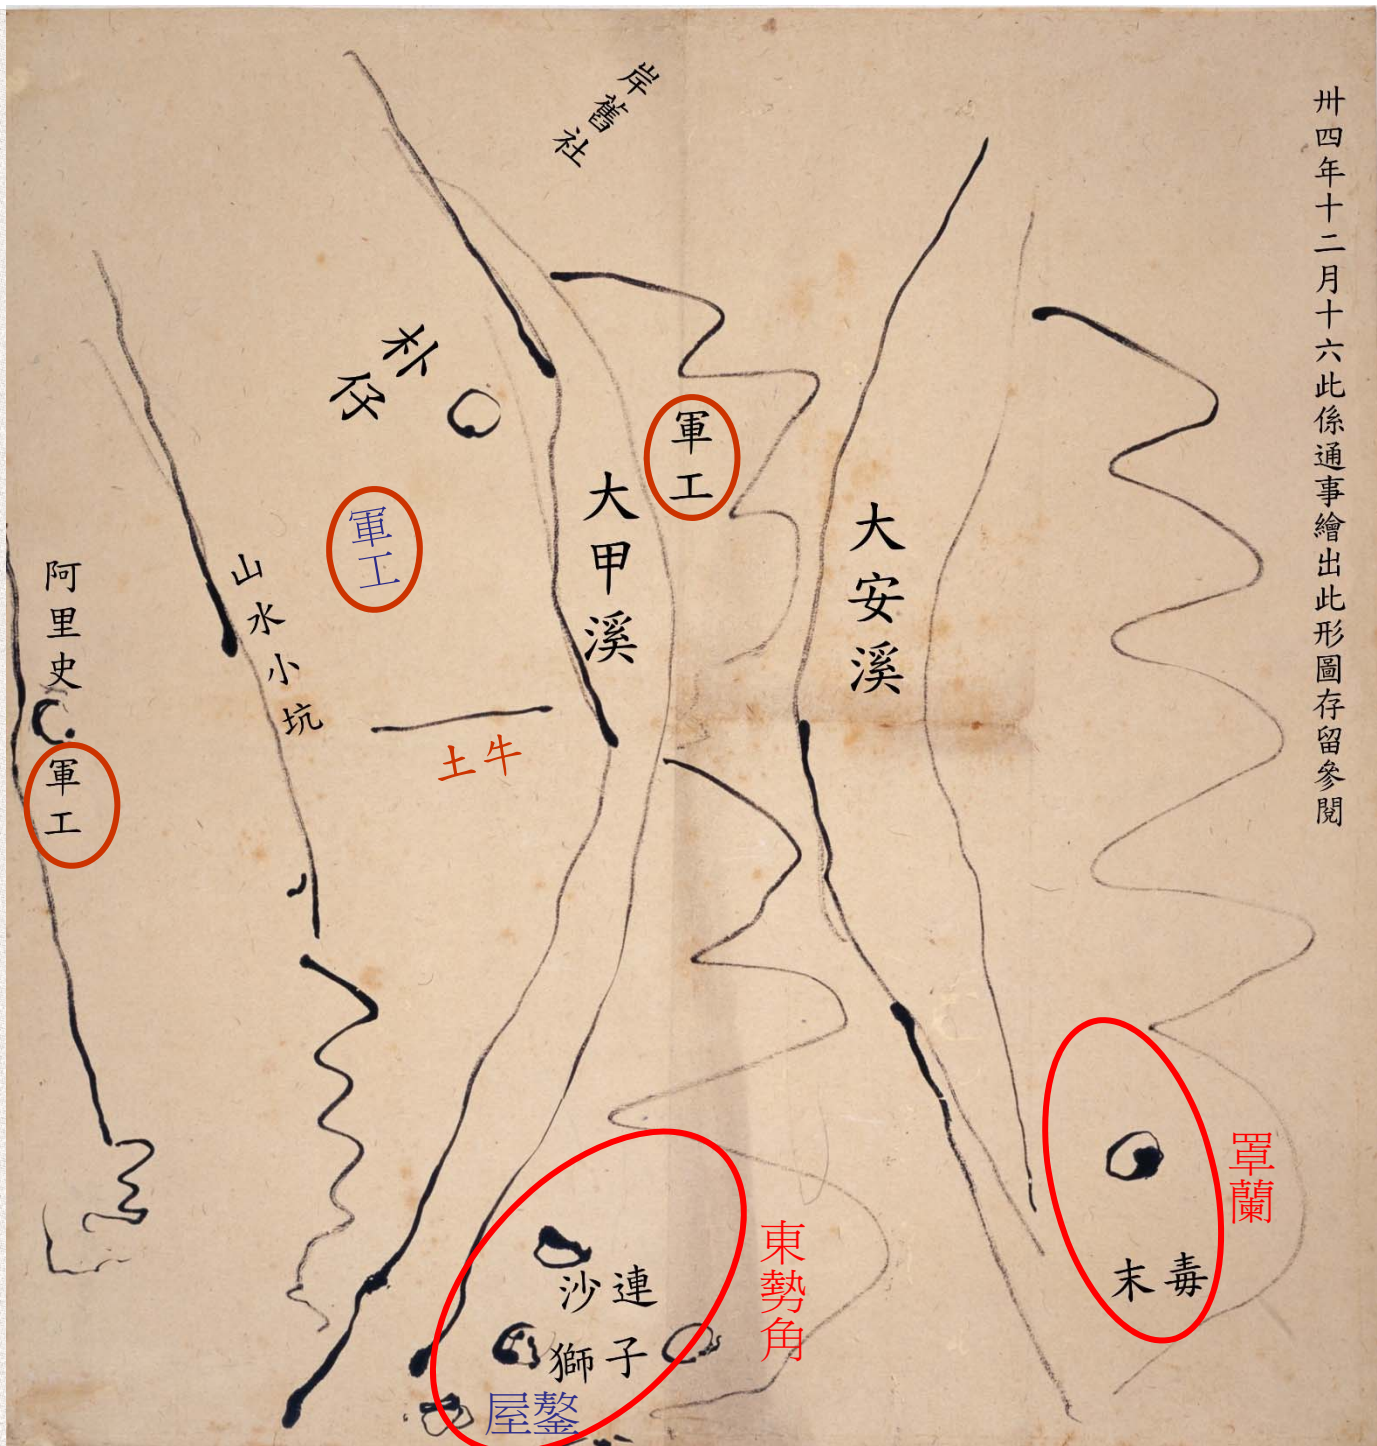 卅四年十二月十六此係通事繪出此形圖存留參閱
岸舊社
朴仔
軍工
大甲溪
大安溪
軍工
山水小坑
阿里史
軍工
土牛
罩蘭
末毒
東勢角
沙連
獅子
屋鏊